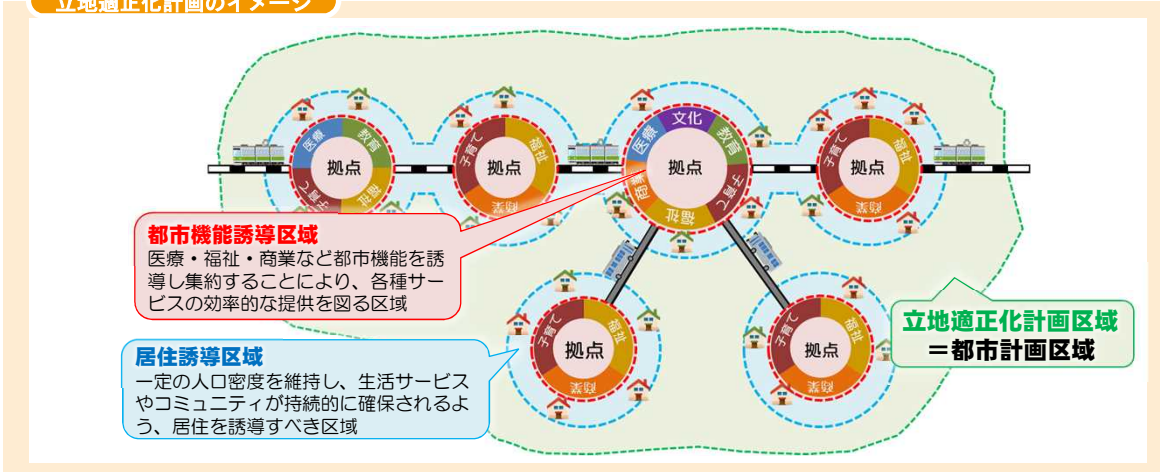 立地適正化計画のイメージ
医療
教育
子育て
福祉
拠点
子育て
福祉
商業
拠点
医療
文化
教育
商業
子育て
福祉
拠点
子育て
福祉
商業
拠点
都市機能誘導区域
医療・福祉・商業など都市機能を誘
導し集約することにより、各種サー
ビスの効率的な提供を図る区域
居住誘導区域
一定の人口密度を維持し、生活サービス
やコミュニティが持続的に確保されるよ
う、居住を誘導すべき区域
子育て
福祉
商業
拠点
子育て
福祉
商業
拠点
立地適正化計画区域
＝都市計画区域